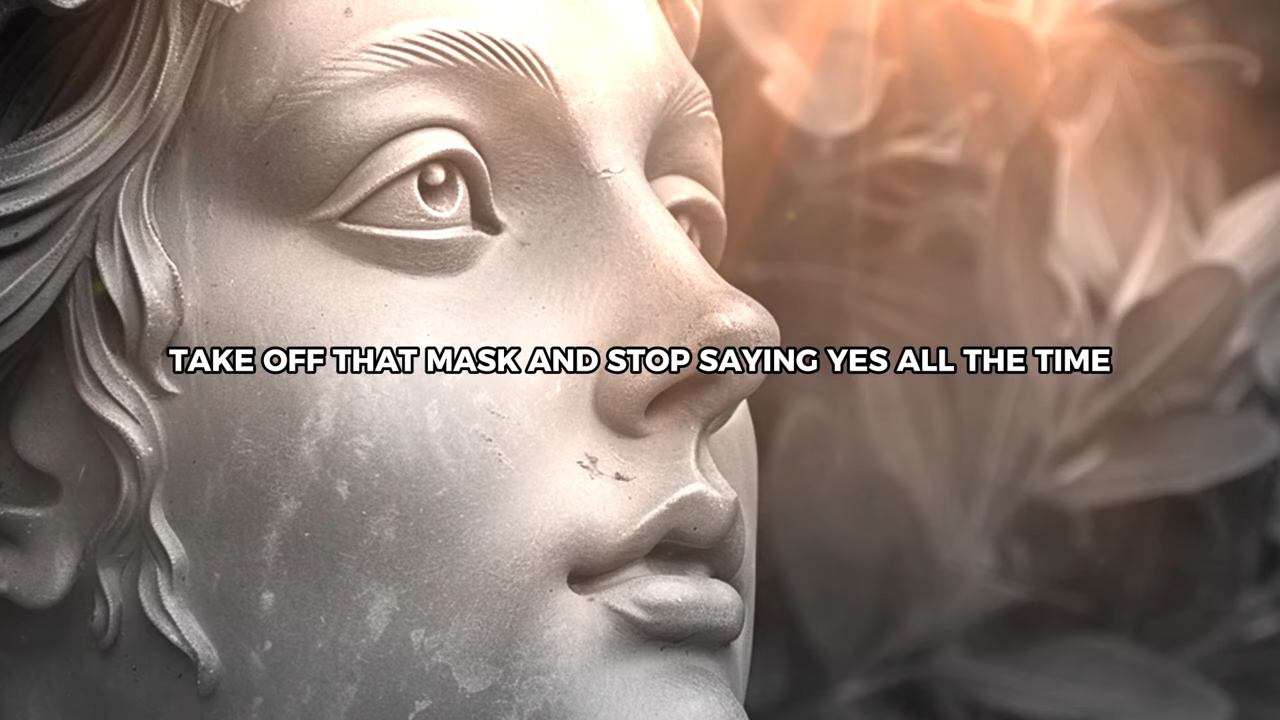 TAKE OFF THAT MASK AND STOP SAYING YES ALL THE TIME